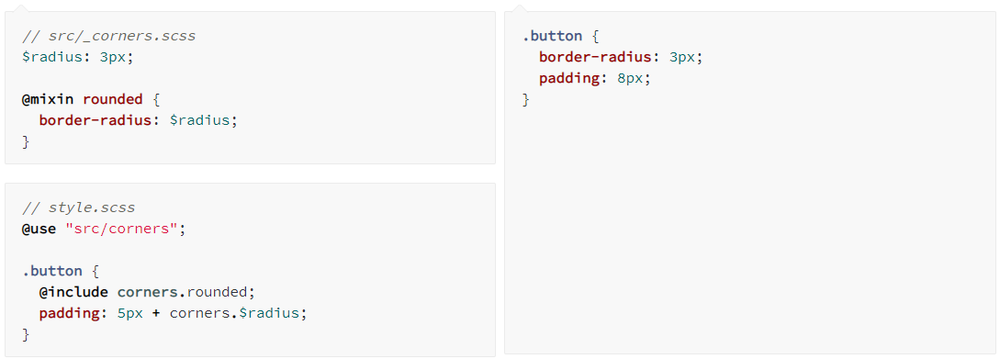 // src/_corners.scss
$radius: 3px;

@mixin rounded {
  border-radius: $radius;
}

// style.scss
@use "src/corners";

.button {
  @include corners.rounded;
  padding: 5px + corners.$radius;
}

.button {
  border-radius: 3px;
  padding: 8px;
}